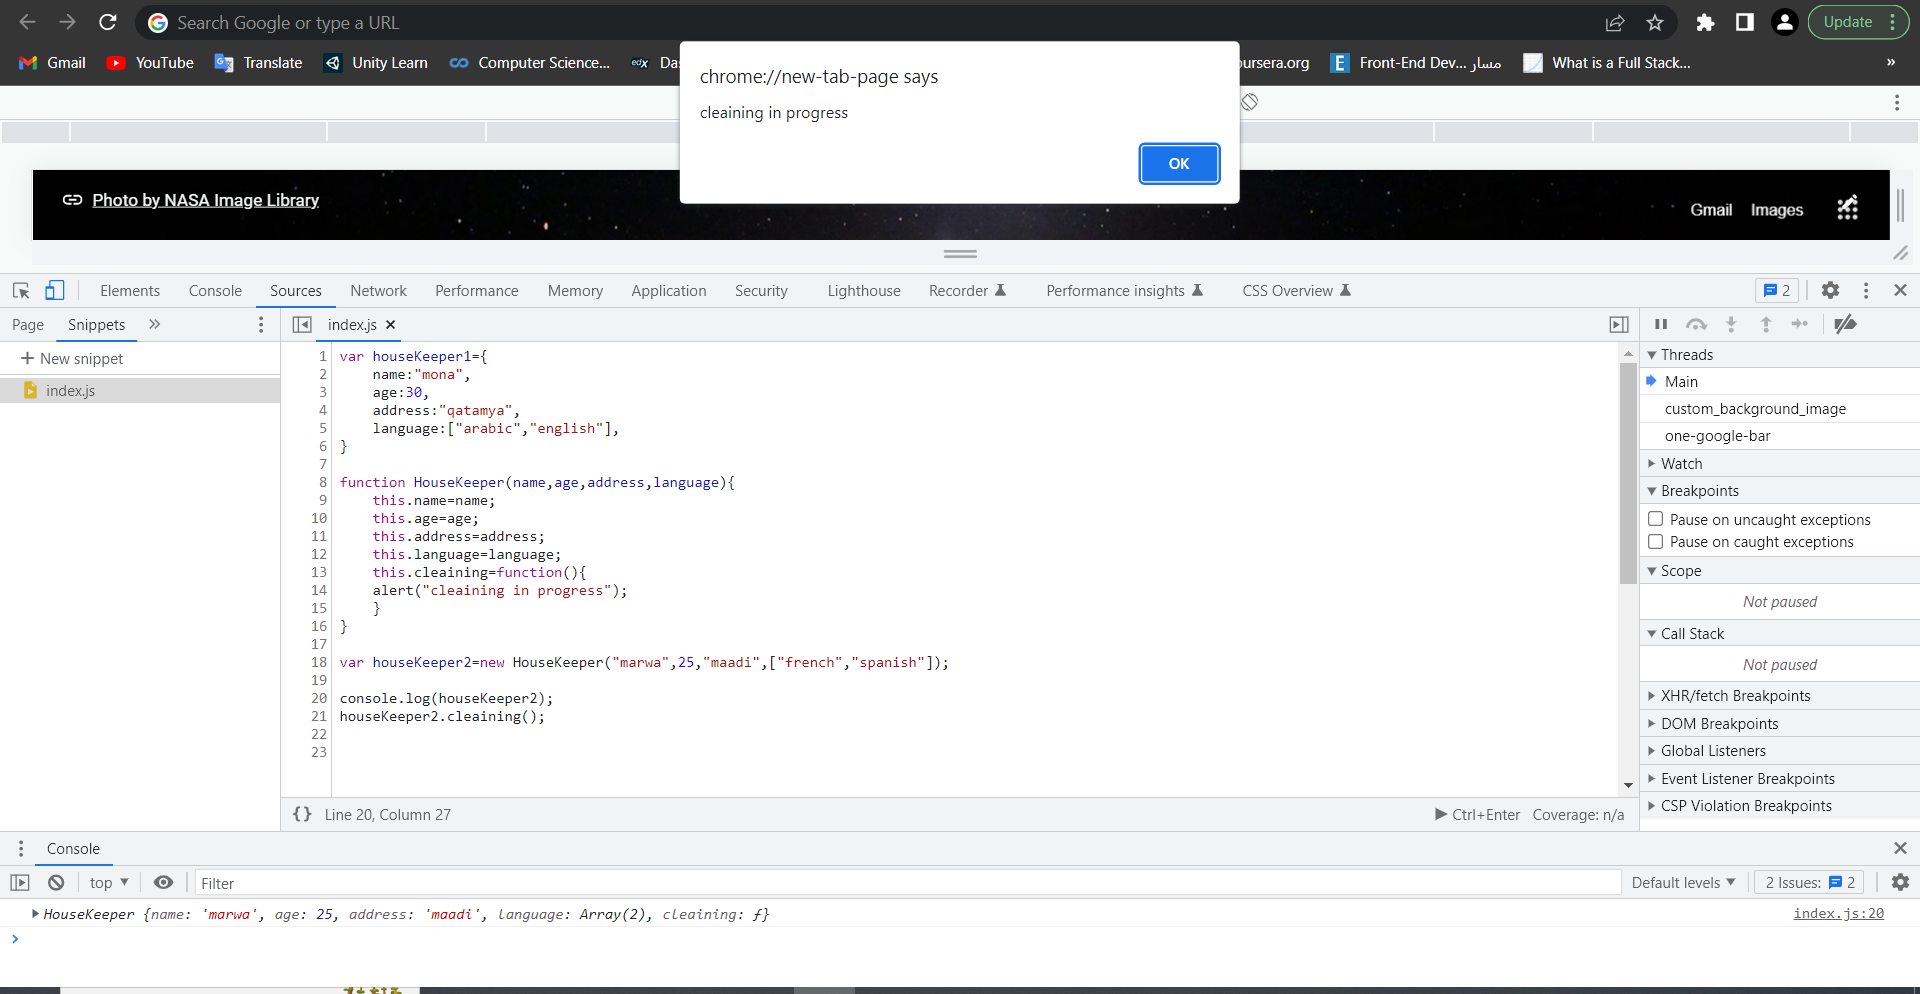 Search Google or type a URL
Update
Gmail YouTube Translate Unity Learn Computer Science... edX Das
oursera.org E Front-End Dev... مسار What is a Full Stack... »
chrome://new-tab-page says
cleaining in progress
OK
Photo by NASA Image Library
Gmail Images
Elements Console Sources Network Performance Memory Application Security Lighthouse Recorder Performance insights CSS Overview 2
Page Snippets » index.js
New snippet
index.js
1 var houseKeeper1={
2 name:"mona",
3 age:30,
4 address:"qatamya",
5 language:["arabic","english"],
6 }
7
8 function HouseKeeper(name,age,address,language){
9 this.name=name;
10 this.age=age;
11 this.address=address;
12 this.language=language;
13 this.cleaining=function(){
14 alert("cleaining in progress");
15 }
16 }
17
18 var houseKeeper2=new HouseKeeper("marwa",25,"maadi",["french","spanish"]);
19
20 console.log(houseKeeper2);
21 houseKeeper2.cleaining();
22
23
{} Line 20, Column 27 Ctrl+Enter Coverage: n/a
Threads
Main
custom_background_image
one-google-bar
Watch
Breakpoints
Pause on uncaught exceptions
Pause on caught exceptions
Scope
Not paused
Call Stack
Not paused
XHR/fetch Breakpoints
DOM Breakpoints
Global Listeners
Event Listener Breakpoints
CSP Violation Breakpoints
Console
top Filter Default levels 2 Issues: 2
HouseKeeper {name: 'marwa', age: 25, address: 'maadi', language: Array(2), cleaining: ƒ} index.js:20